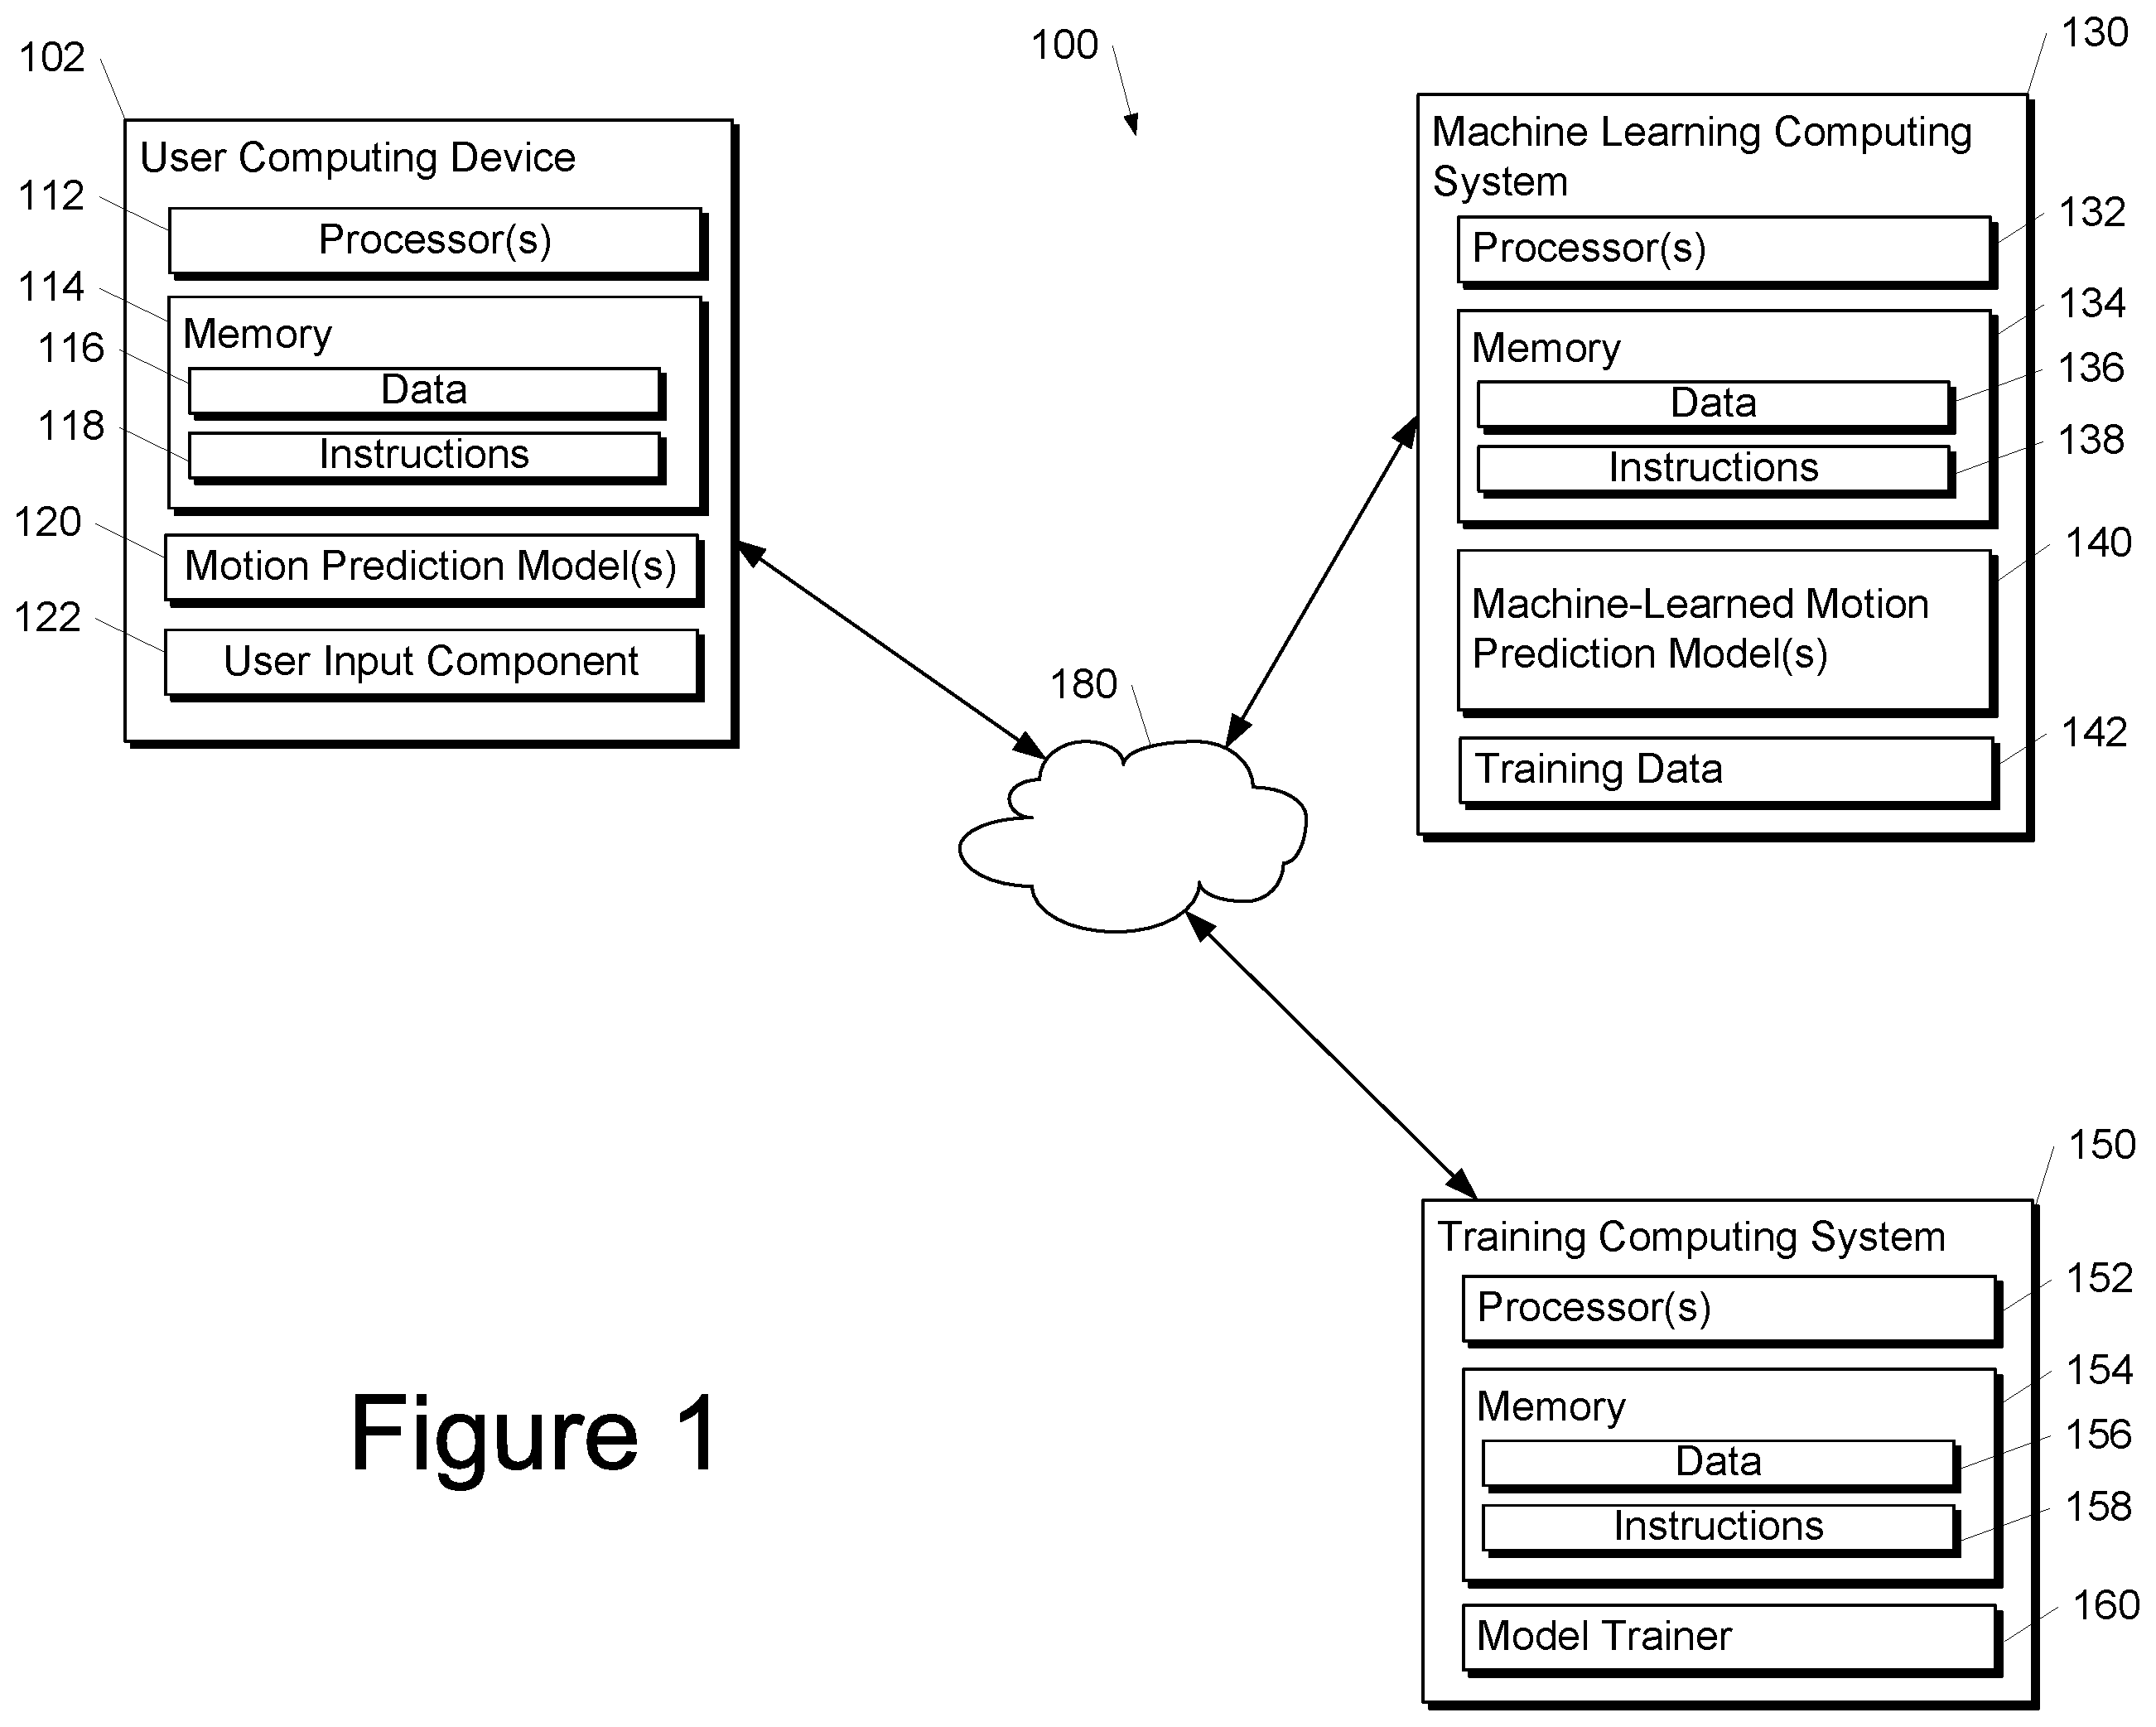 100
102
User Computing Device
112
Processor(s)
114
Memory
116
Data
118
Instructions
120
Motion Prediction Model(s)
122
User Input Component
130
Machine Learning Computing
System
132
Processor(s)
134
Memory
136
Data
138
Instructions
140
Machine-Learned Motion
Prediction Model(s)
142
Training Data
180
150
Training Computing System
152
Processor(s)
154
Memory
156
Data
158
Instructions
160
Model Trainer
Figure 1